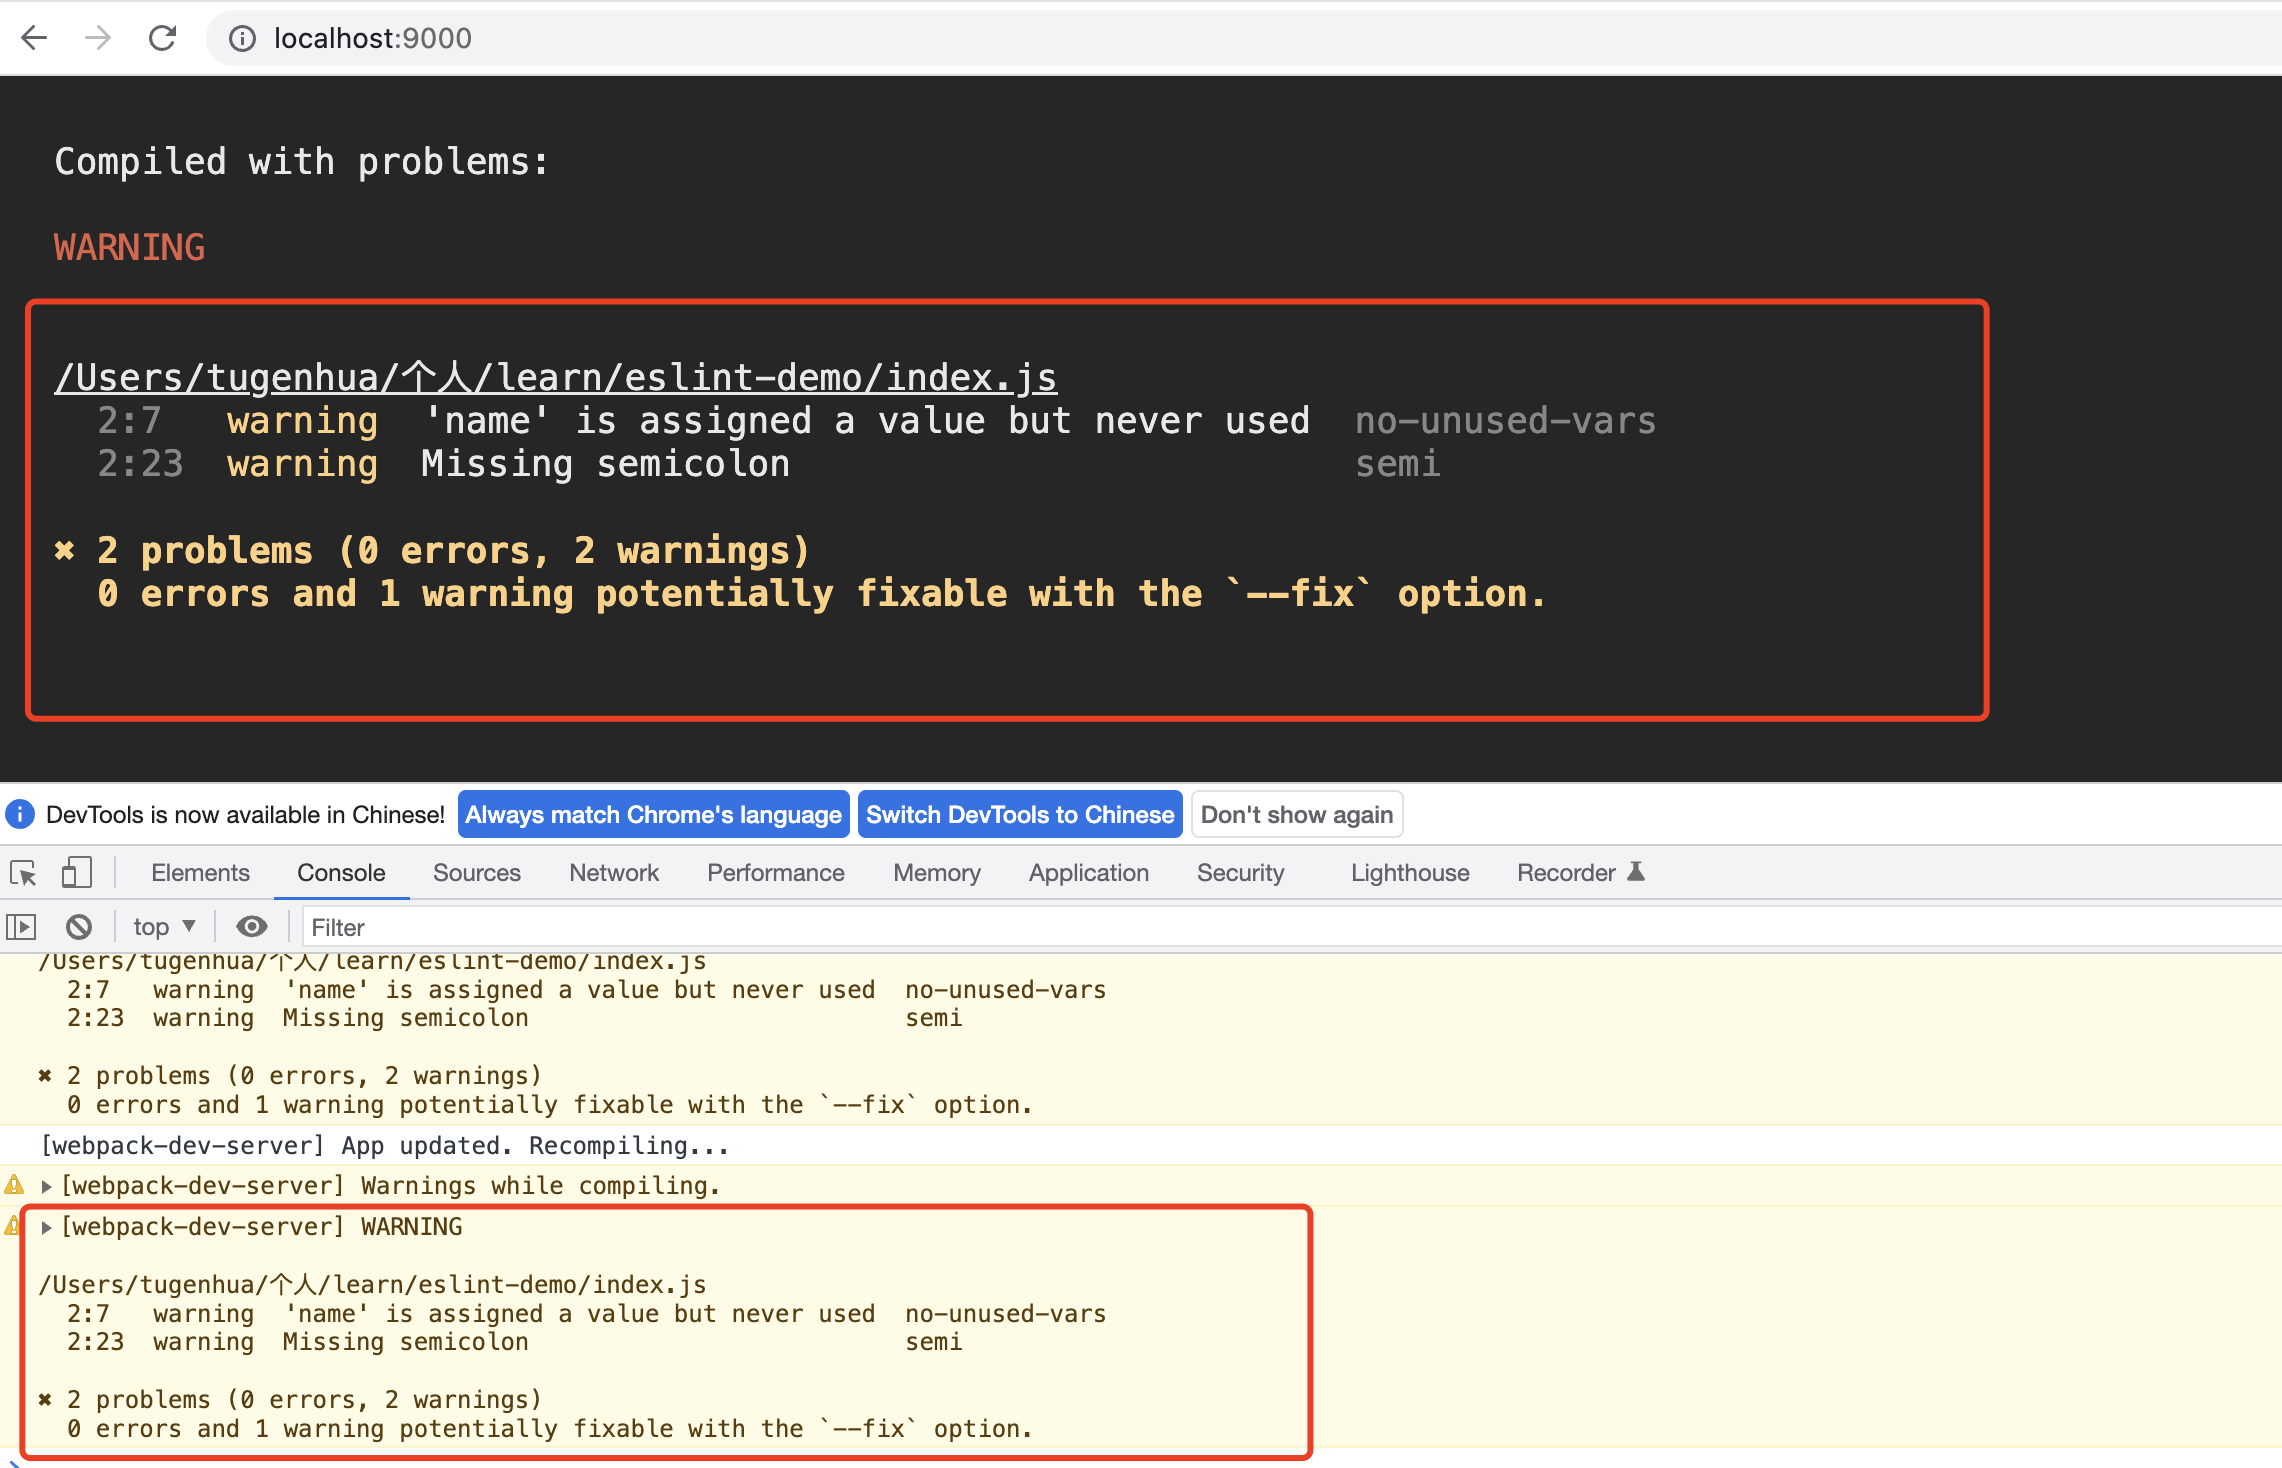 localhost:9000
Compiled with problems:
WARNING
/Users/tugenhua/个人/learn/eslint-demo/index.js
2:7 warning 'name' is assigned a value but never used no-unused-vars
2:23 warning Missing semicolon semi
✖ 2 problems (0 errors, 2 warnings)
0 errors and 1 warning potentially fixable with the `--fix` option.
DevTools is now available in Chinese! Always match Chrome's language Switch DevTools to Chinese Don't show again
Elements Console Sources Network Performance Memory Application Security Lighthouse Recorder
top Filter
/Users/tugenhua/个人/learn/eslint-demo/index.js
2:7 warning 'name' is assigned a value but never used no-unused-vars
2:23 warning Missing semicolon semi
✖ 2 problems (0 errors, 2 warnings)
0 errors and 1 warning potentially fixable with the `--fix` option.
[webpack-dev-server] App updated. Recompiling...
[webpack-dev-server] Warnings while compiling.
[webpack-dev-server] WARNING
/Users/tugenhua/个人/learn/eslint-demo/index.js
2:7 warning 'name' is assigned a value but never used no-unused-vars
2:23 warning Missing semicolon semi
✖ 2 problems (0 errors, 2 warnings)
0 errors and 1 warning potentially fixable with the `--fix` option.